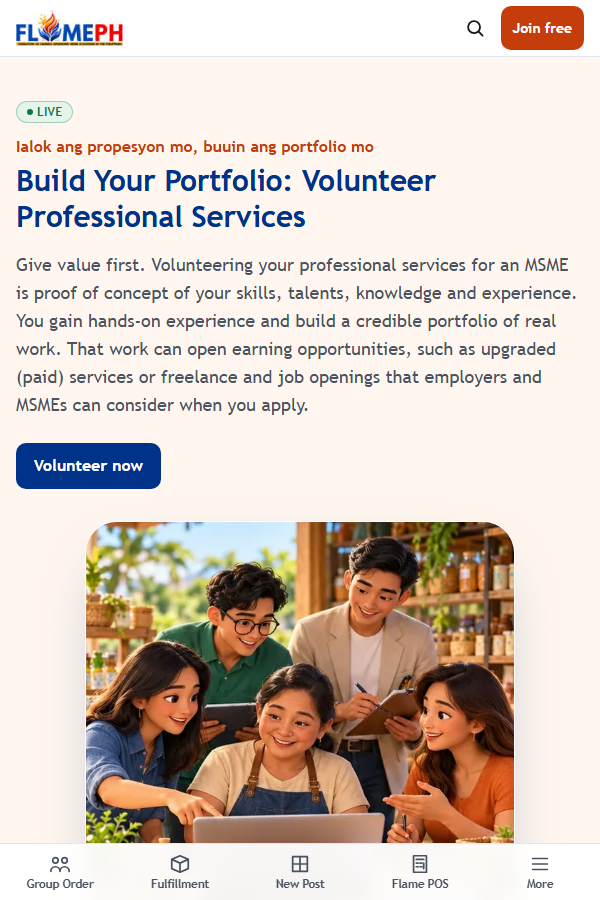 FLAMEPH
Join free
LIVE
Ialok ang propesyon mo, buuin ang portfolio mo
Build Your Portfolio: Volunteer
Professional Services
Give value first. Volunteering your professional services for an MSME
is proof of concept of your skills, talents, knowledge and experience.
You gain hands-on experience and build a credible portfolio of real
work. That work can open earning opportunities, such as upgraded
(paid) services or freelance and job openings that employers and
MSMEs can consider when you apply.
Volunteer now
Group Order
Fulfillment
New Post
Flame POS
More